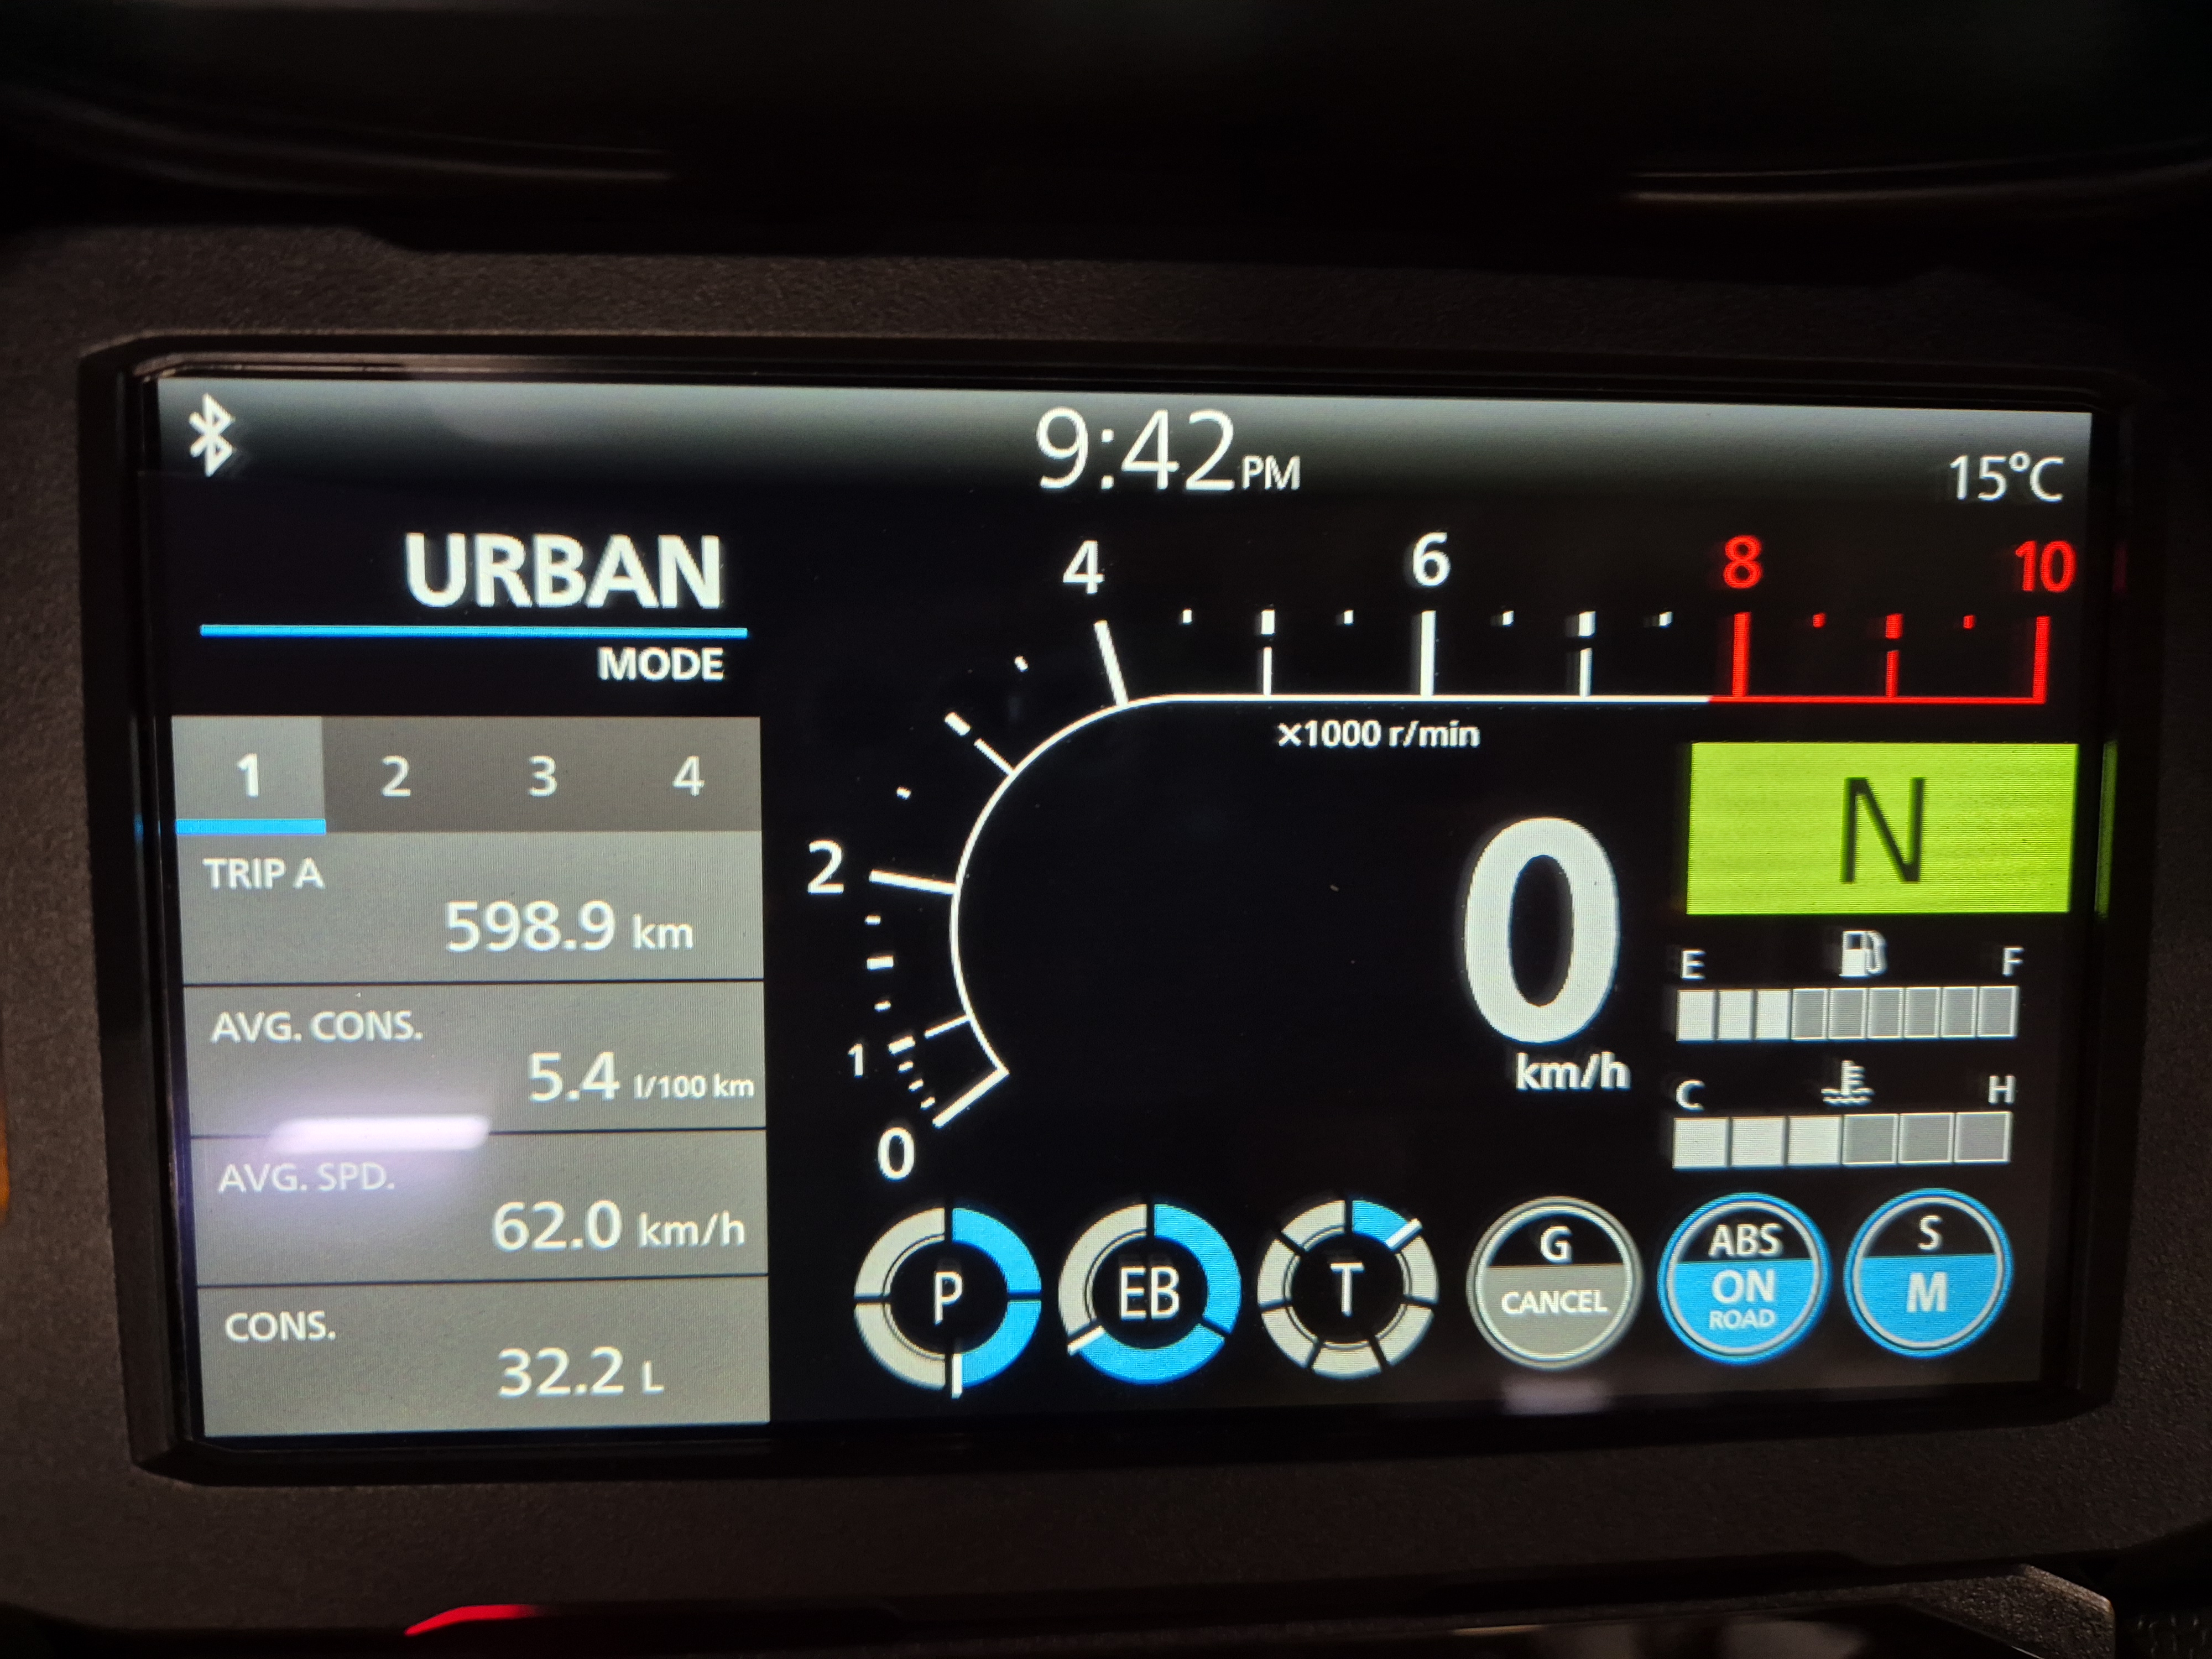 9:42 PM
15°C
URBAN
MODE
1 2 3 4
TRIP A
598.9 km
AVG. CONS.
5.4 l/100 km
AVG. SPD.
62.0 km/h
CONS.
32.2 L
0 1 2 4 6 8 10
×1000 r/min
N
0
km/h
E F
C H
P
EB
T
G
CANCEL
ABS
ON
ROAD
S
M